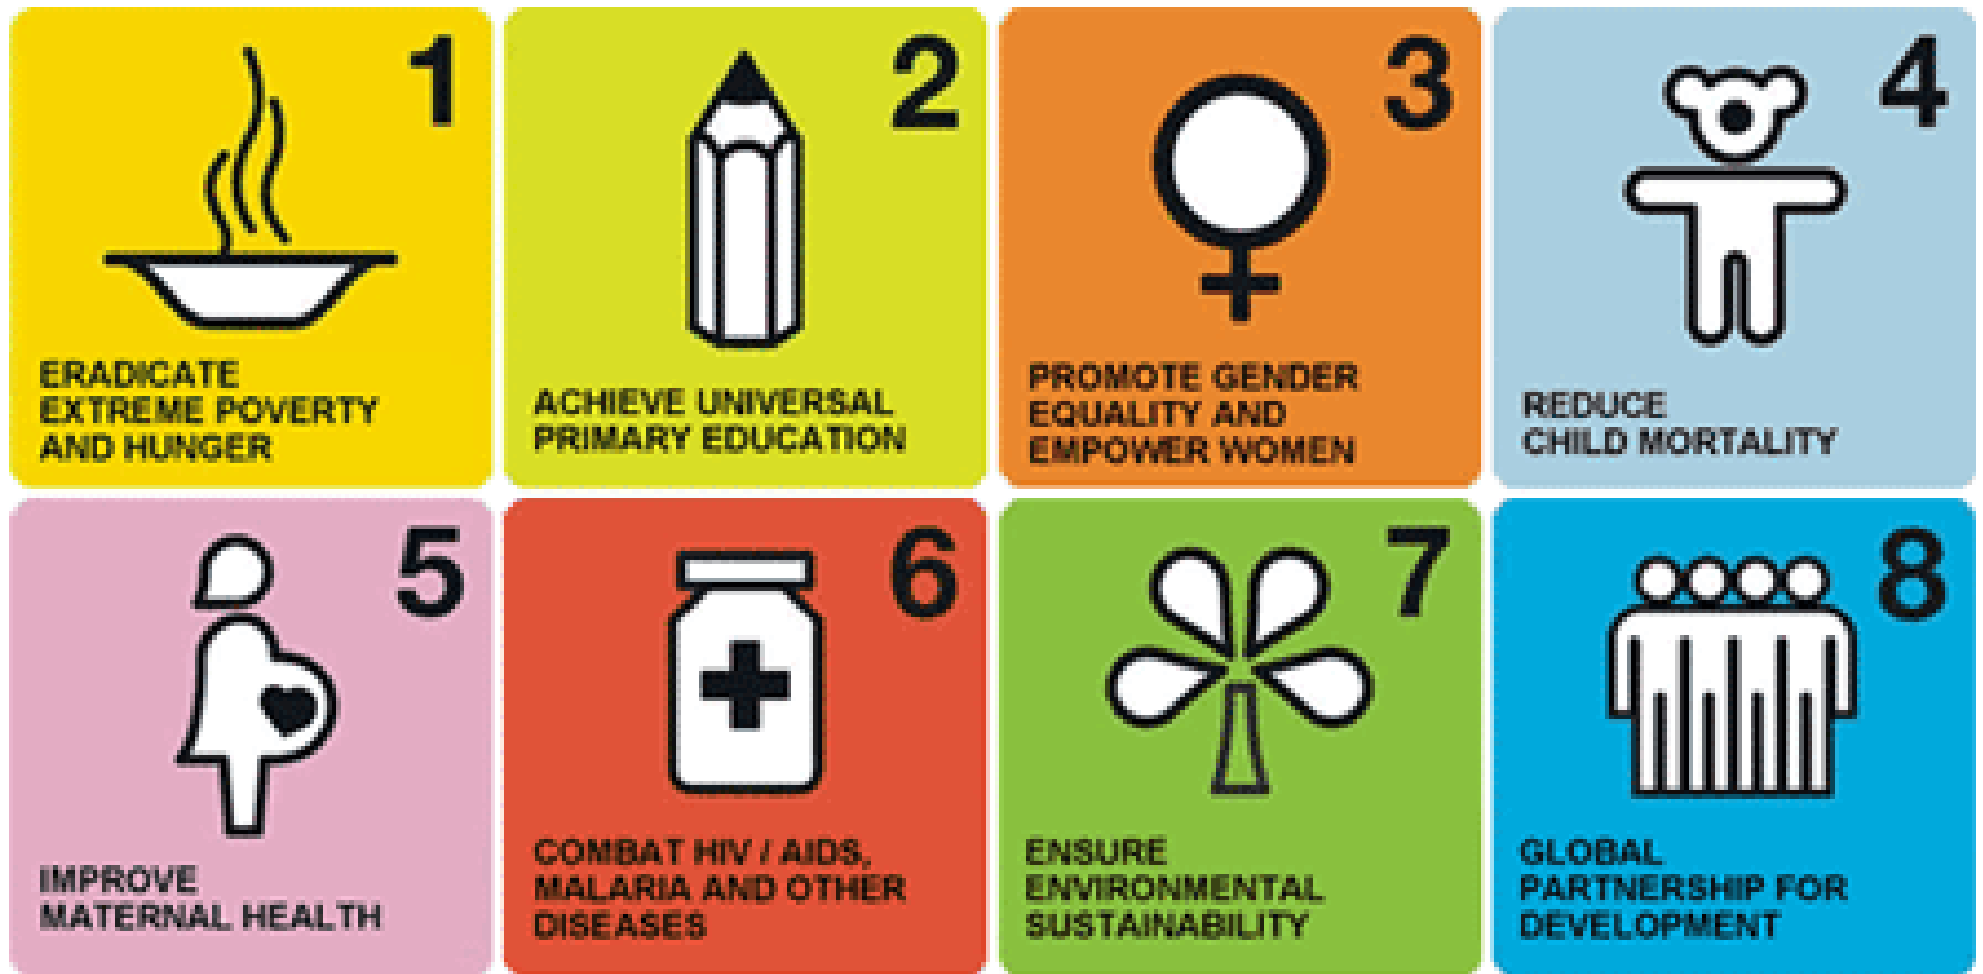 1
ERADICATE
EXTREME POVERTY
AND HUNGER
2
ACHIEVE UNIVERSAL
PRIMARY EDUCATION
3
PROMOTE GENDER
EQUALITY AND
EMPOWER WOMEN
4
REDUCE
CHILD MORTALITY
5
IMPROVE
MATERNAL HEALTH
6
COMBAT HIV / AIDS,
MALARIA AND OTHER
DISEASES
7
ENSURE
ENVIRONMENTAL
SUSTAINABILITY
8
GLOBAL
PARTNERSHIP FOR
DEVELOPMENT